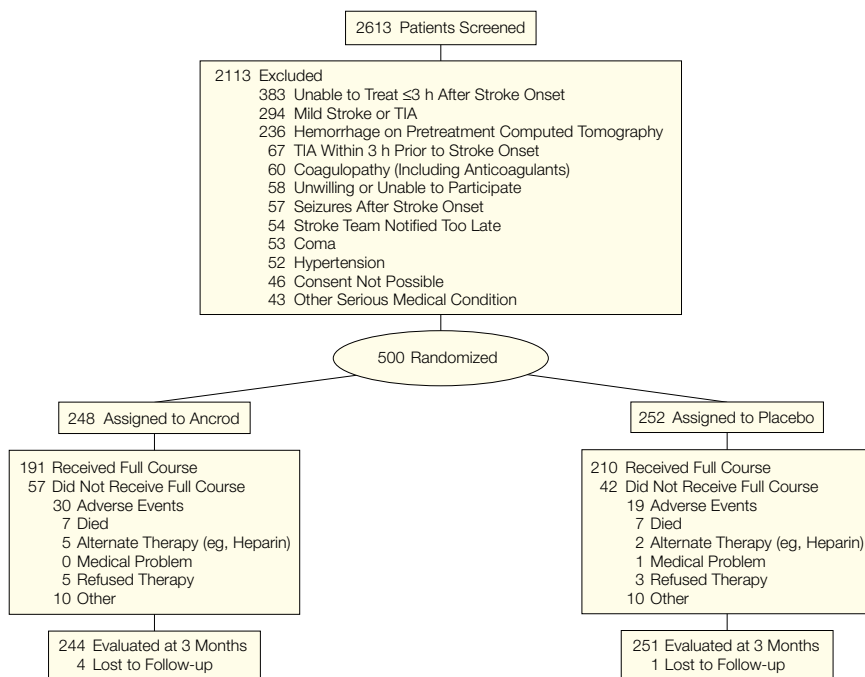 2613 Patients Screened
2113 Excluded
383 Unable to Treat ≤3 h After Stroke Onset
294 Mild Stroke or TIA
236 Hemorrhage on Pretreatment Computed Tomography
67 TIA Within 3 h Prior to Stroke Onset
60 Coagulopathy (Including Anticoagulants)
58 Unwilling or Unable to Participate
57 Seizures After Stroke Onset
54 Stroke Team Notified Too Late
53 Coma
52 Hypertension
46 Consent Not Possible
43 Other Serious Medical Condition
500 Randomized
248 Assigned to Ancrod
191 Received Full Course
57 Did Not Receive Full Course
30 Adverse Events
7 Died
5 Alternate Therapy (eg, Heparin)
0 Medical Problem
5 Refused Therapy
10 Other
244 Evaluated at 3 Months
4 Lost to Follow-up
252 Assigned to Placebo
210 Received Full Course
42 Did Not Receive Full Course
19 Adverse Events
7 Died
2 Alternate Therapy (eg, Heparin)
1 Medical Problem
3 Refused Therapy
10 Other
251 Evaluated at 3 Months
1 Lost to Follow-up